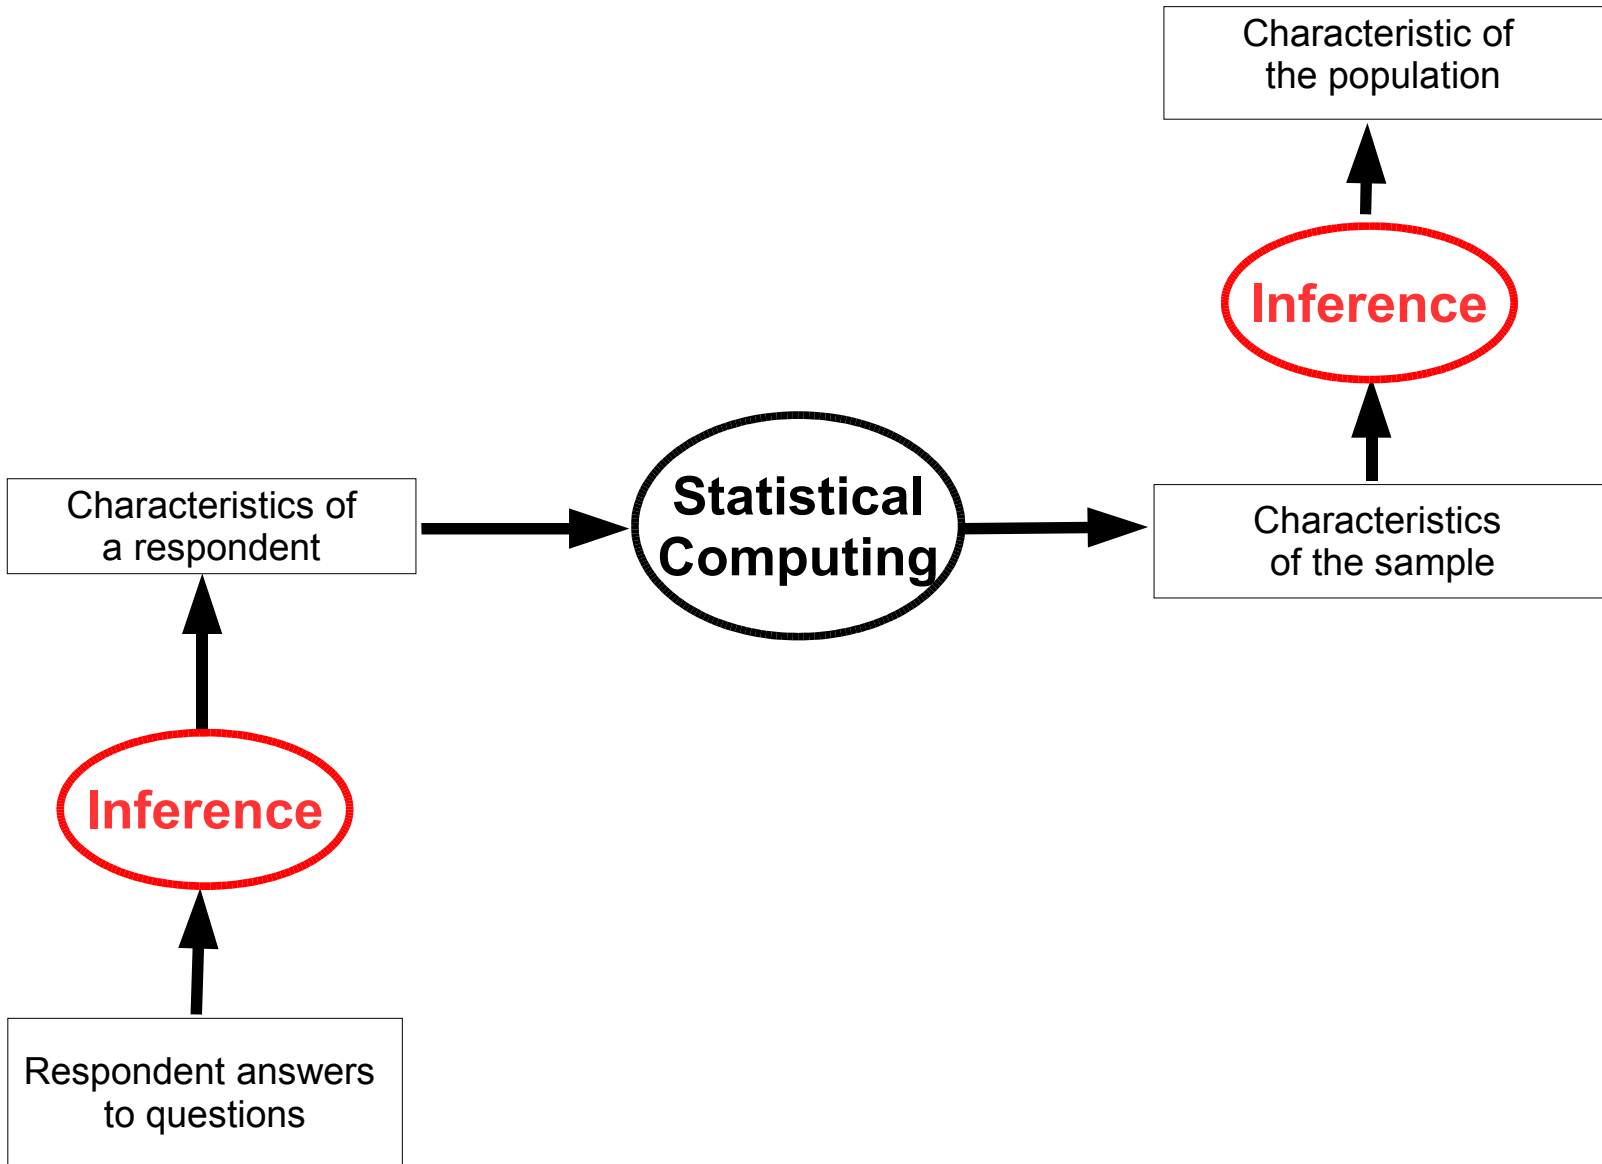 Characteristic of
the population
Inference
Statistical
Computing
Characteristics of
a respondent
Characteristics
of the sample
Inference
Respondent answers
to questions